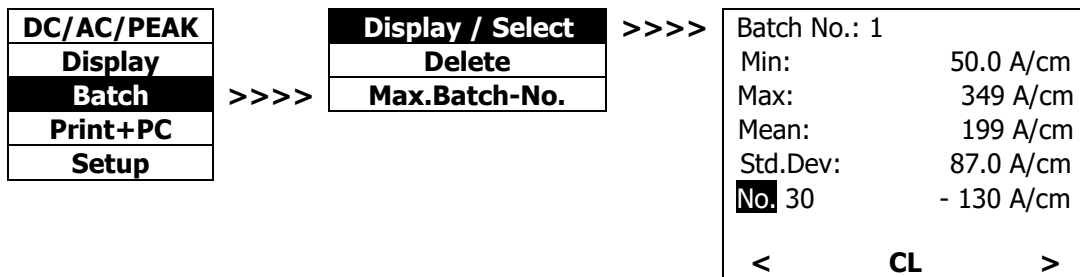 DC/AC/PEAK
Display
Batch
Print+PC
Setup
>>>>
Display / Select
Delete
Max.Batch-No.
>>>>
Batch No.: 1
Min: 50.0 A/cm
Max: 349 A/cm
Mean: 199 A/cm
Std.Dev: 87.0 A/cm
No. 30 - 130 A/cm
< CL >